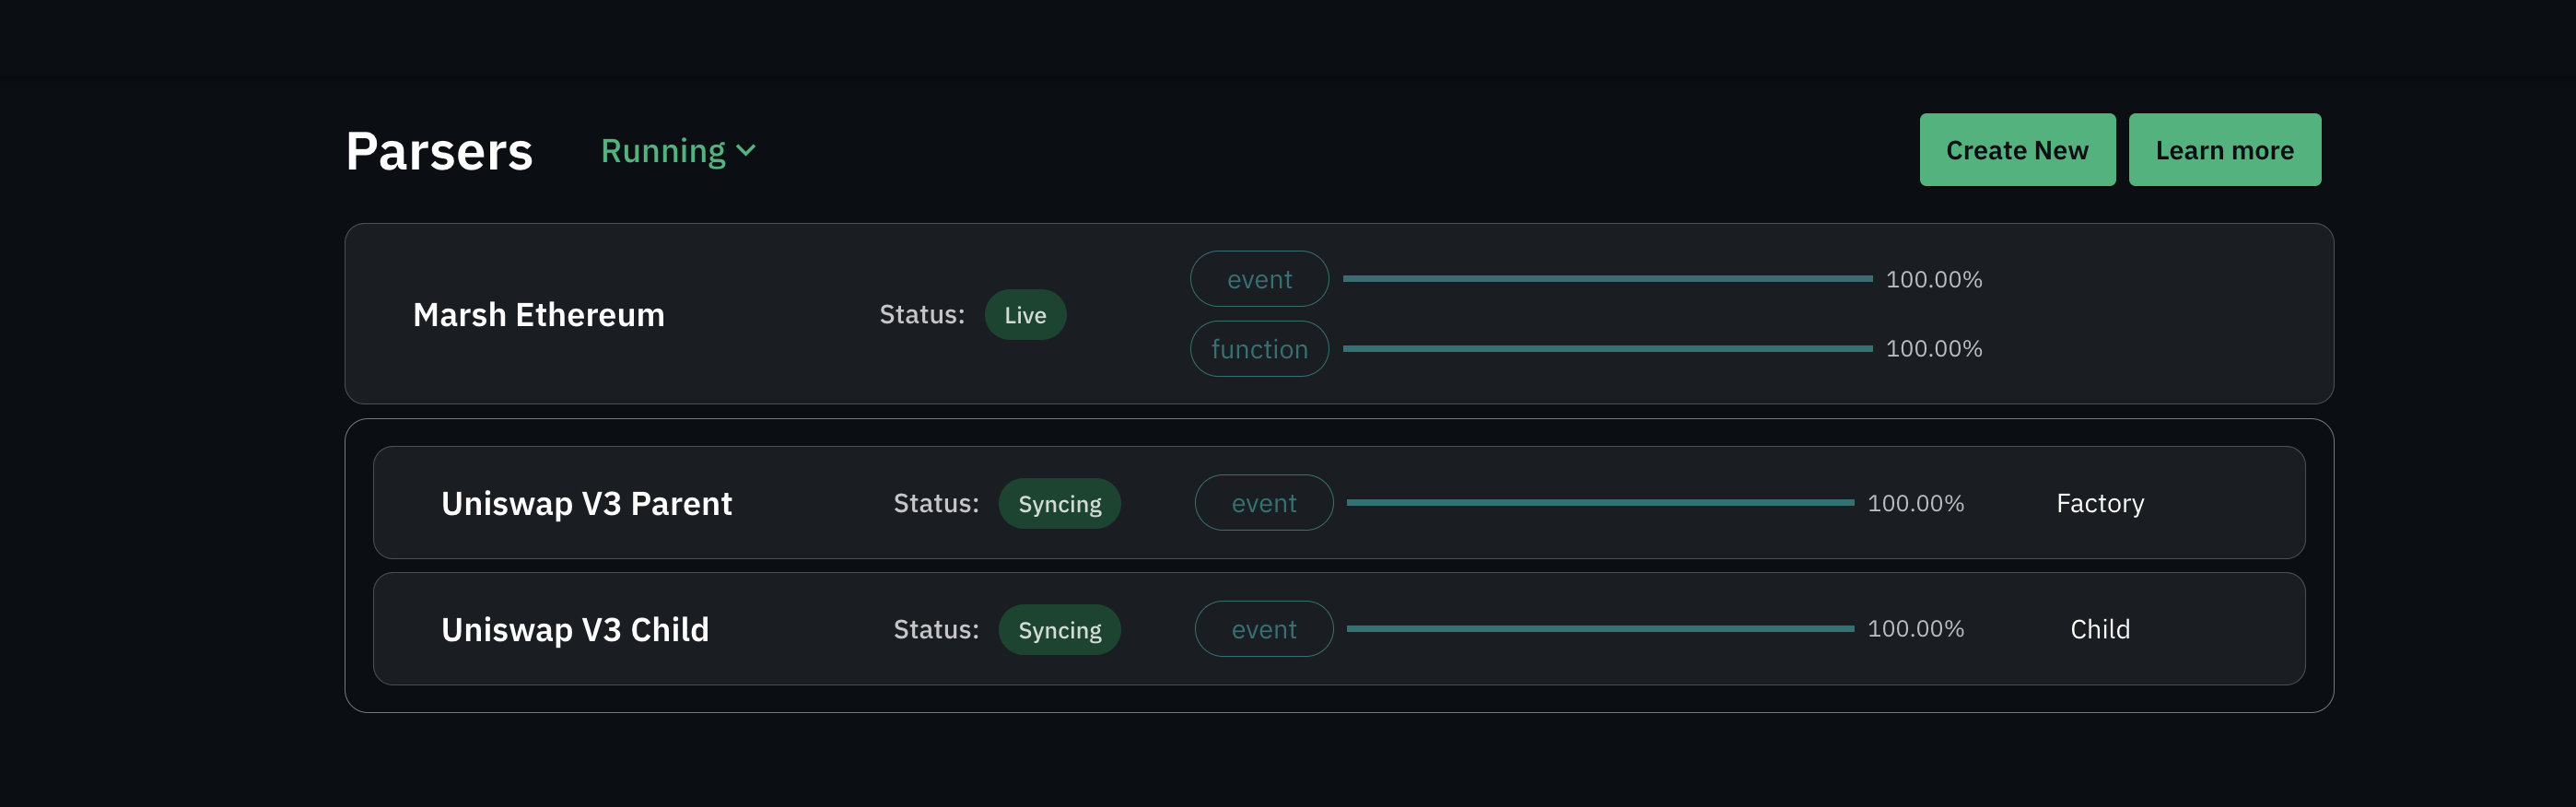 Parsers Running Create New Learn more
event 100.00%
Marsh Ethereum Status: Live
function 100.00%
Uniswap V3 Parent Status: Syncing event 100.00% Factory
Uniswap V3 Child Status: Syncing event 100.00% Child